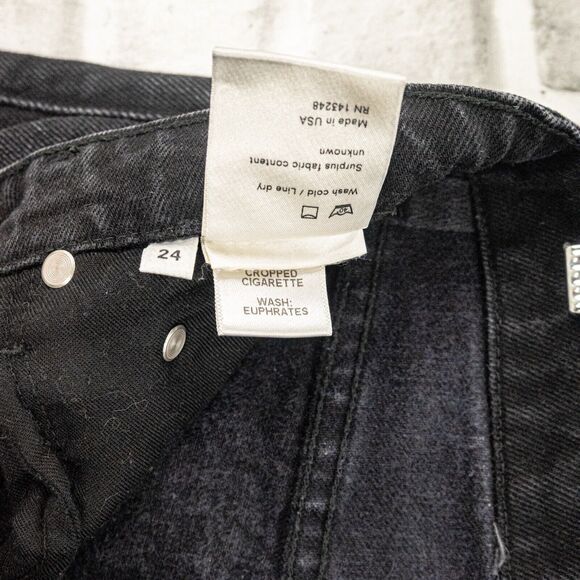 Wash cold / Line dry
Surplus fabric content
unknown
Made in USA
RN 143248
24
CROPPED
CIGARETTE
WASH:
EUPHRATES